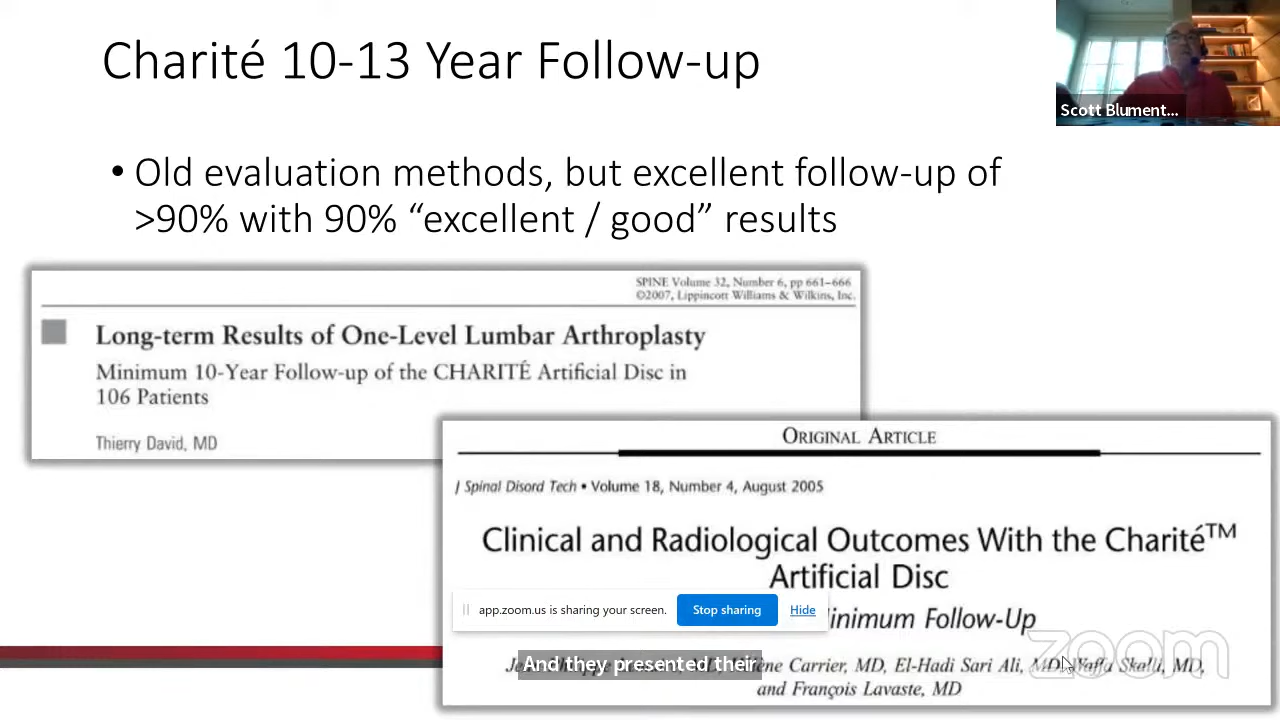 Charité 10-13 Year Follow-up
Scott Blument...
• Old evaluation methods, but excellent follow-up of
>90% with 90% “excellent / good” results
SPINE Volume 32, Number 6, pp 661–666
©2007, Lippincott Williams & Wilkins, Inc.
Long-term Results of One-Level Lumbar Arthroplasty
Minimum 10-Year Follow-up of the CHARITÉ Artificial Disc in
106 Patients
Thierry David, MD
ORIGINAL ARTICLE
J Spinal Disord Tech • Volume 18, Number 4, August 2005
Clinical and Radiological Outcomes With the Charité™
Artificial Disc
app.zoom.us is sharing your screen.
Stop sharing
Hide
Follow-Up
zoom
And they presented their
Carrier, MD, El-Hadi Sari Ali, MD, Skalli, MD,
and François Lavaste, MD